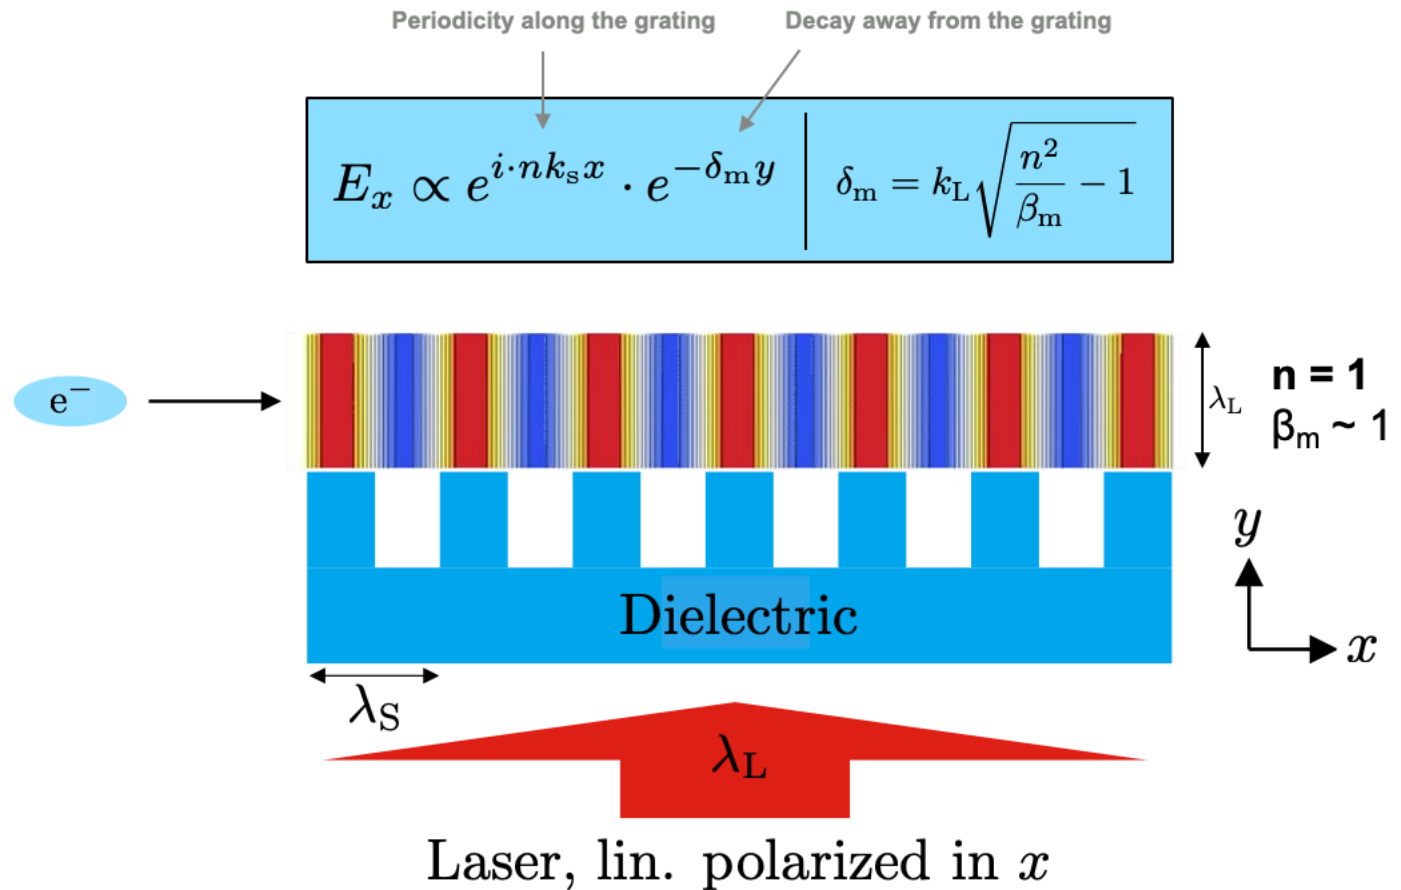 Periodicity along the grating
Decay away from the grating
E_x ∝ e^{i·nk_s x} · e^{−δ_m y} | δ_m = k_L √(n²/β_m − 1)
e⁻
λ_L
n = 1
β_m ~ 1
y
x
Dielectric
λ_S
λ_L
Laser, lin. polarized in x